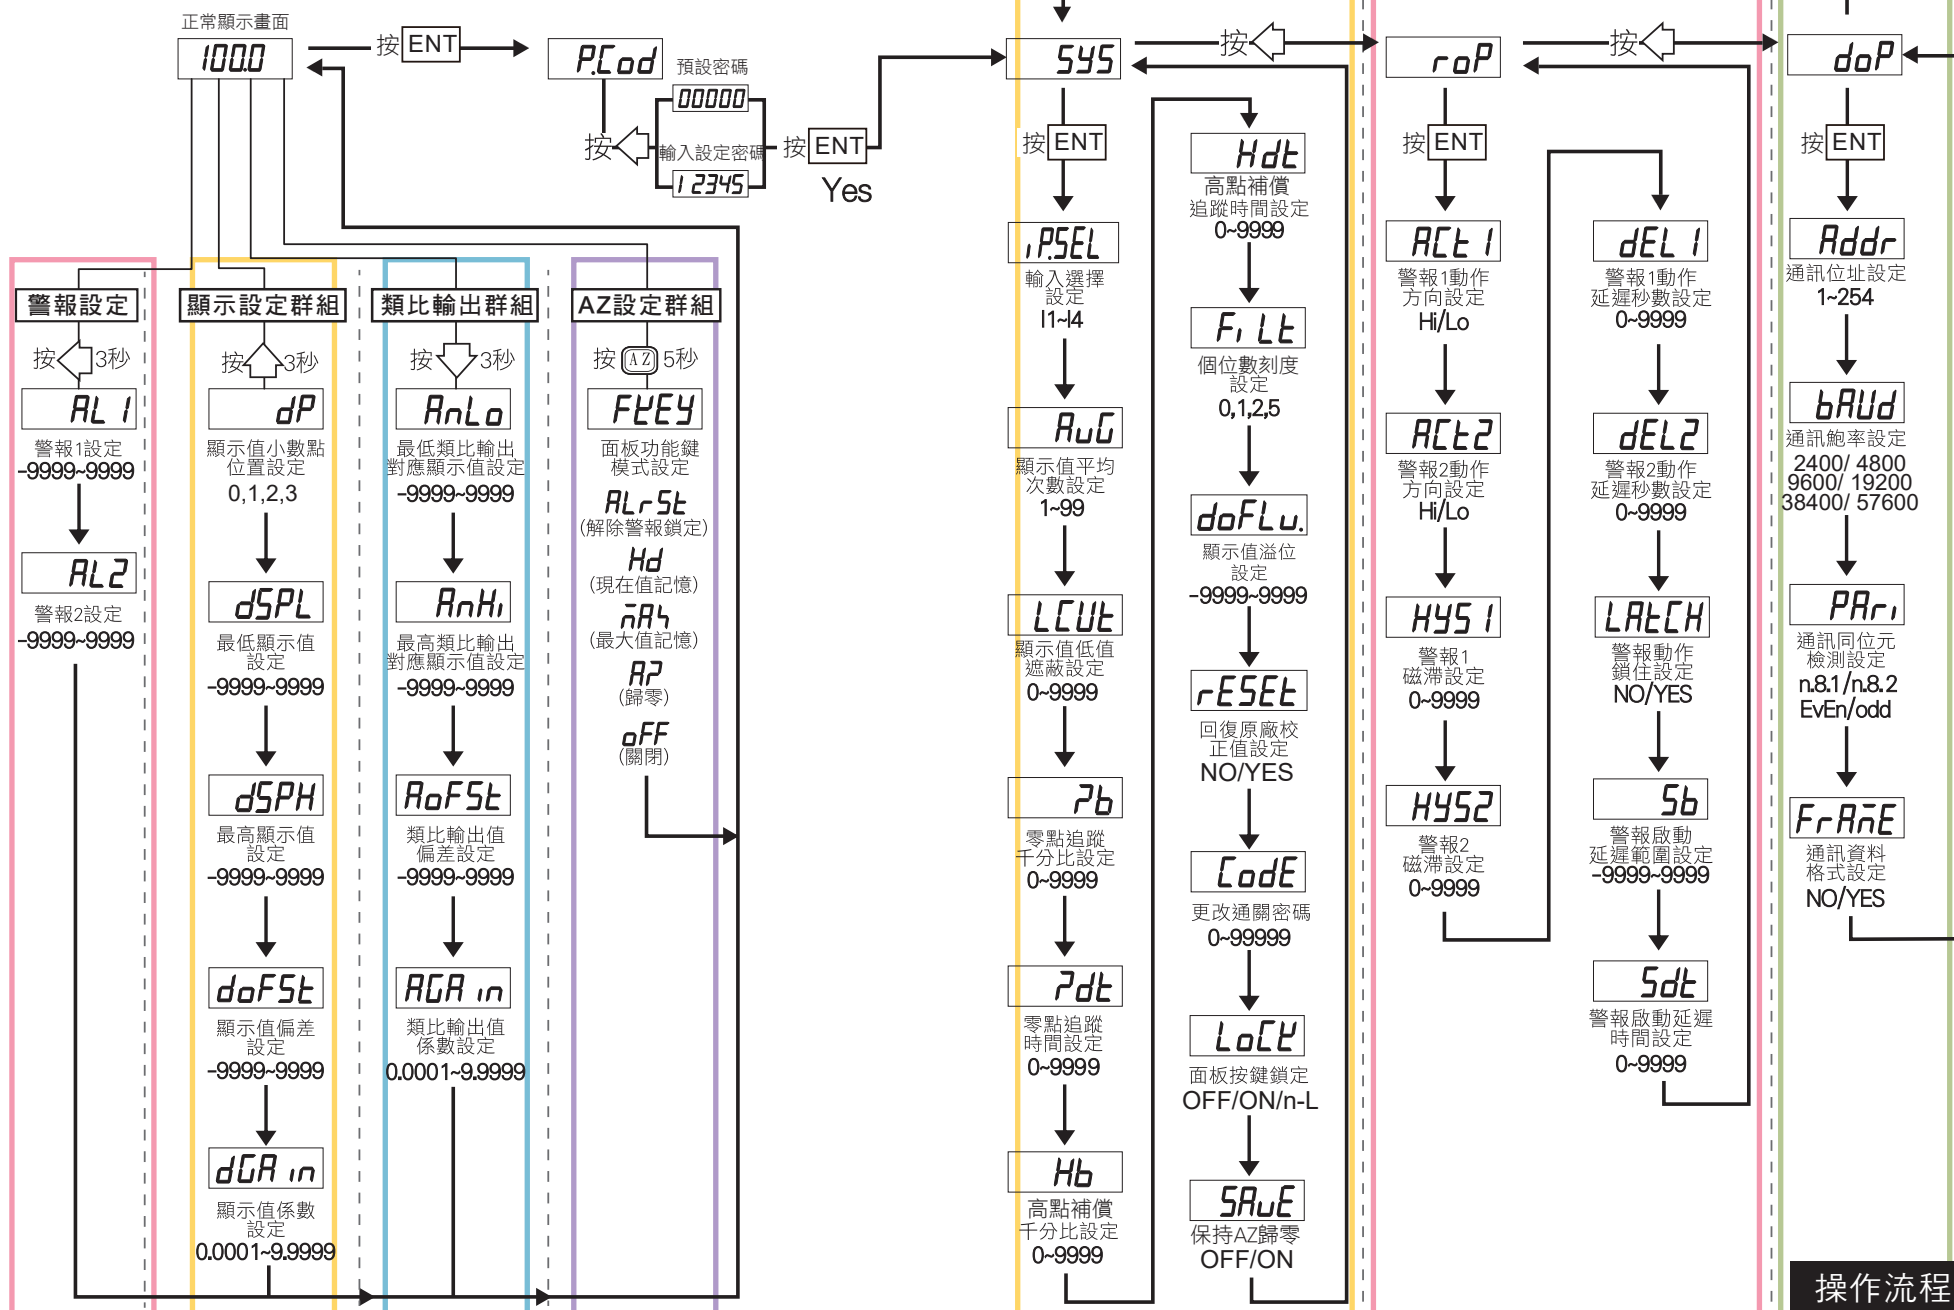 正常顯示畫面
100.0
按 ENT
P.Cod
預設密碼
00000
按
輸入設定密碼
12345
按 ENT
Yes
警報設定
按 3秒
AL1
警報1設定
-9999~9999
AL2
警報2設定
-9999~9999
顯示設定群組
按 3秒
dP
顯示值小數點
位置設定
0,1,2,3
dSPL
最低顯示值
設定
-9999~9999
dSPH
最高顯示值
設定
-9999~9999
doFSt
顯示值偏差
設定
-9999~9999
dGAin
顯示值係數
設定
0.0001~9.9999
類比輸出群組
按 3秒
AnLo
最低類比輸出
對應顯示值設定
-9999~9999
AnHi
最高類比輸出
對應顯示值設定
-9999~9999
AoFSt
類比輸出值
偏差設定
-9999~9999
AGAin
類比輸出值
係數設定
0.0001~9.9999
AZ設定群組
按 AZ 5秒
FKEY
面板功能鍵
模式設定
ALrSt
(解除警報鎖定)
Hd
(現在值記憶)
mAh
(最大值記憶)
AZ
(歸零)
oFF
(關閉)
SYS
按
按 ENT
iP.SEL
輸入選擇
設定
I1~I4
AvG
顯示值平均
次數設定
1~99
LCUt
顯示值低值
遮蔽設定
0~9999
Zb
零點追蹤
千分比設定
0~9999
Zdt
零點追蹤
時間設定
0~9999
Hb
高點補償
千分比設定
0~9999
Hdt
高點補償
追蹤時間設定
0~9999
FiLt
個位數刻度
設定
0,1,2,5
doFLv.
顯示值溢位
設定
-9999~9999
rESEt
回復原廠校
正值設定
NO/YES
CodE
更改通關密碼
0~99999
LoCK
面板按鍵鎖定
OFF/ON/n-L
SAvE
保持AZ歸零
OFF/ON
roP
按
按 ENT
ACt1
警報1動作
方向設定
Hi/Lo
ACt2
警報2動作
方向設定
Hi/Lo
HYS1
警報1
磁滯設定
0~9999
HYS2
警報2
磁滯設定
0~9999
dEL1
警報1動作
延遲秒數設定
0~9999
dEL2
警報2動作
延遲秒數設定
0~9999
LAtCH
警報動作
鎖住設定
NO/YES
Sb
警報啟動
延遲範圍設定
-9999~9999
Sdt
警報啟動延遲
時間設定
0~9999
doP
按 ENT
Addr
通訊位址設定
1~254
bAUd
通訊鮑率設定
2400/ 4800
9600/ 19200
38400/ 57600
PAri
通訊同位元
檢測設定
n.8.1/n.8.2
EvEn/odd
FrAmE
通訊資料
格式設定
NO/YES
操作流程